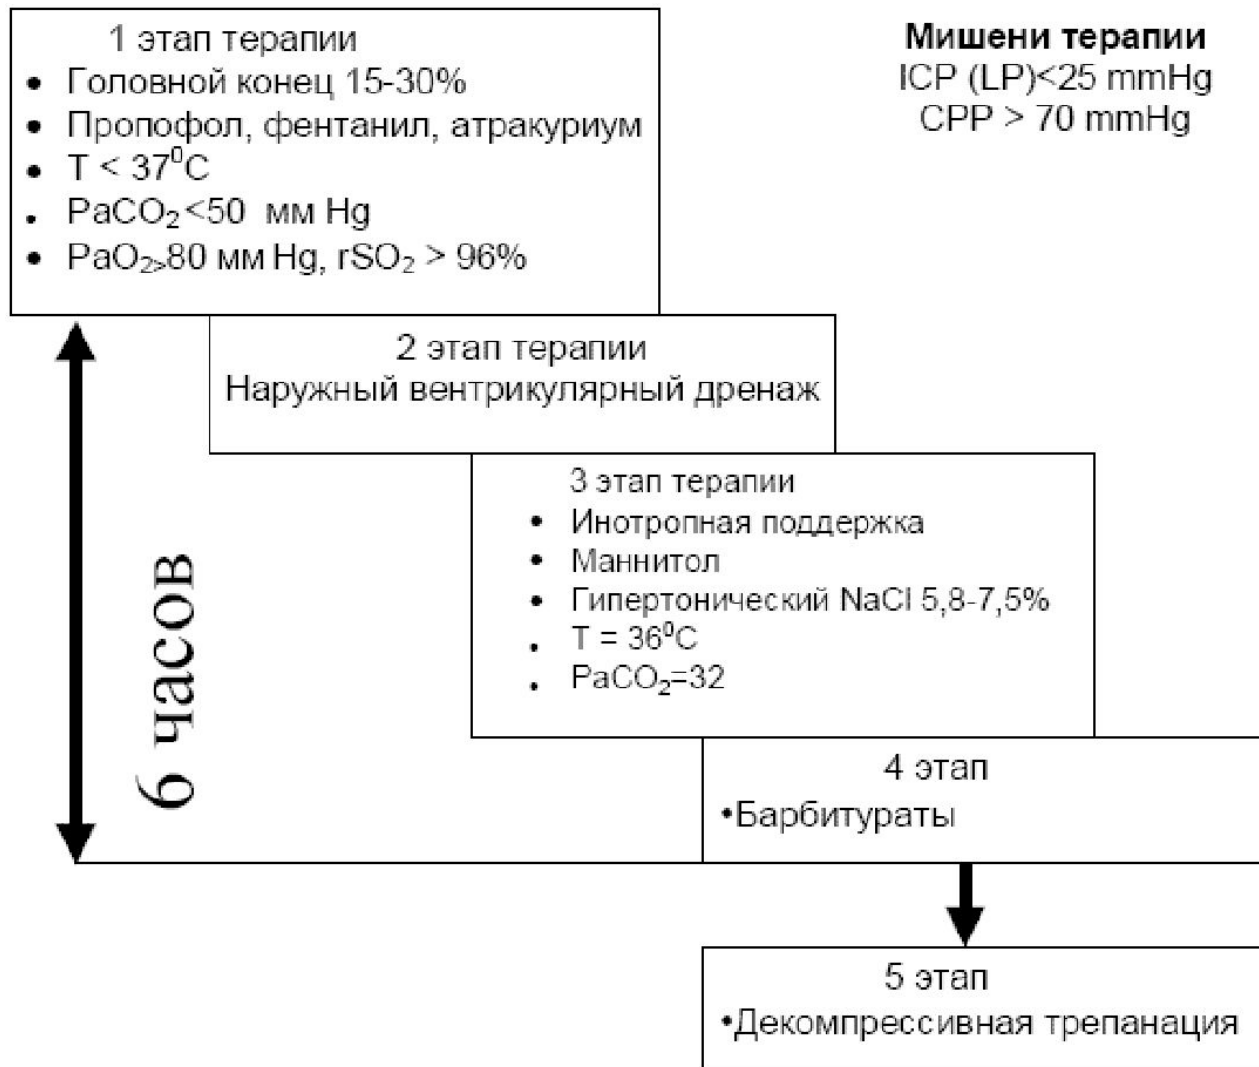 1 этап терапии
• Головной конец 15-30%
• Пропофол, фентанил, атракуриум
• T < 37⁰C
• PaCO₂ <50 мм Hg
• PaO₂>80 мм Hg, rSO₂ > 96%
Мишени терапии
ICP (LP)<25 mmHg
CPP > 70 mmHg
2 этап терапии
Наружный вентрикулярный дренаж
3 этап терапии
• Инотропная поддержка
• Маннитол
• Гипертонический NaCl 5,8-7,5%
• T = 36⁰C
• PaCO₂=32
6 часов
4 этап
•Барбитураты
5 этап
•Декомпрессивная трепанация